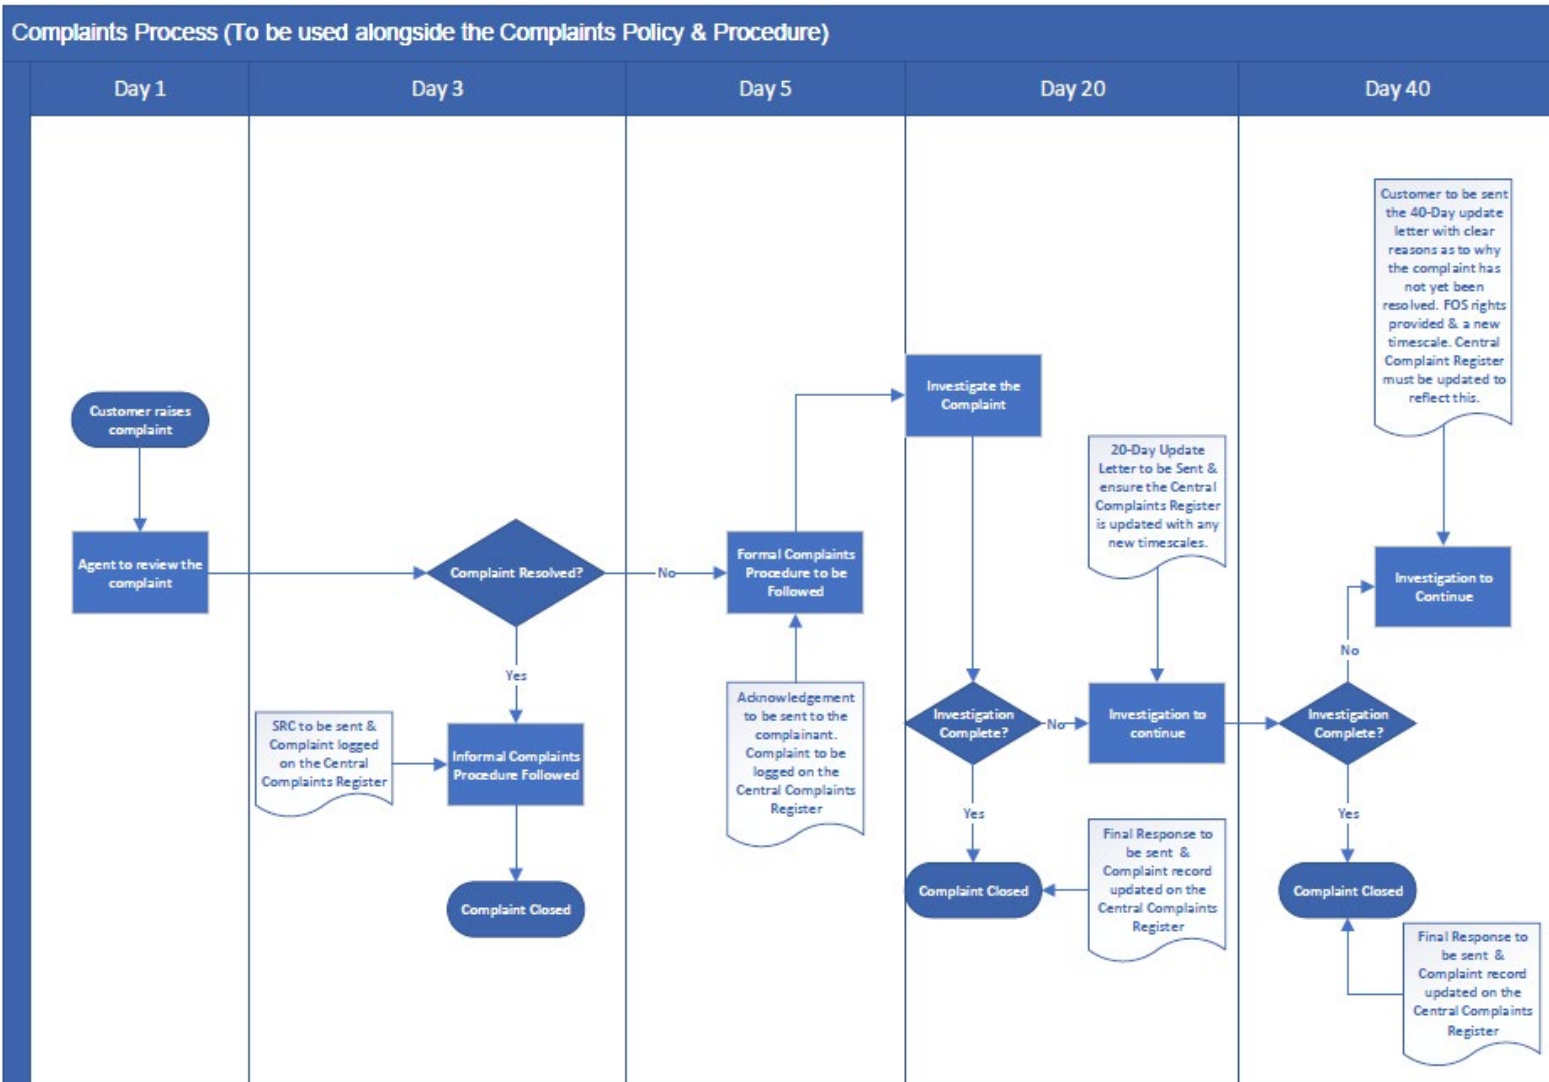 Complaints Process (To be used alongside the Complaints Policy & Procedure)
Day 1
Day 3
Day 5
Day 20
Day 40
Customer raises
complaint
Agent to review the
complaint
Complaint Resolved?
No
Yes
SRC to be sent &
Complaint logged
on the Central
Complaints Register
Informal Complaints
Procedure Followed
Complaint Closed
Formal Complaints
Procedure to be
Followed
Acknowledgement
to be sent to the
complainant.
Complaint to be
logged on the
Central Complaints
Register
Investigate the
Complaint
20-Day Update
Letter to be Sent &
ensure the Central
Complaints Register
is updated with any
new timescales.
Investigation
Complete?
No
Investigation to
continue
Yes
Complaint Closed
Final Response to
be sent &
Complaint record
updated on the
Central Complaints
Register
Customer to be sent
the 40-Day update
letter with clear
reasons as to why
the complaint has
not yet been
resolved. FOS rights
provided & a new
timescale. Central
Complaint Register
must be updated to
reflect this.
Investigation to
Continue
No
Investigation
Complete?
Yes
Complaint Closed
Final Response to
be sent &
Complaint record
updated on the
Central Complaints
Register